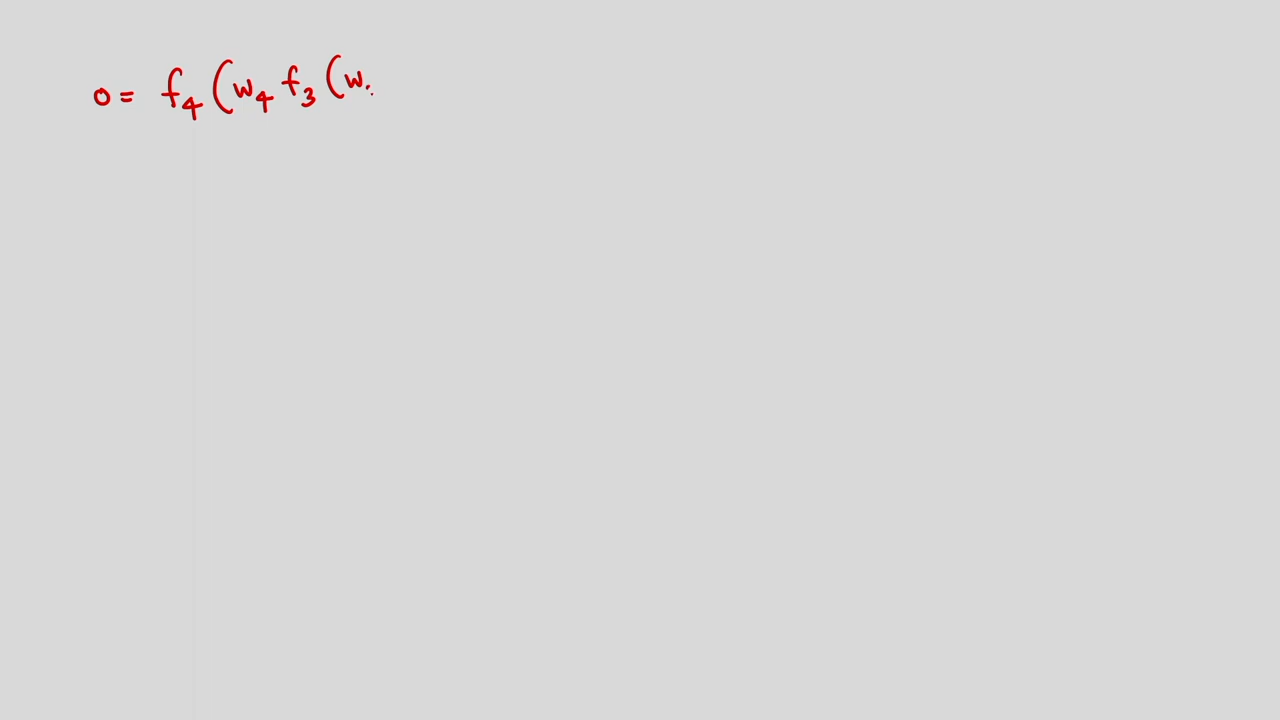 o = f₄ (w₄ f₃ (w.